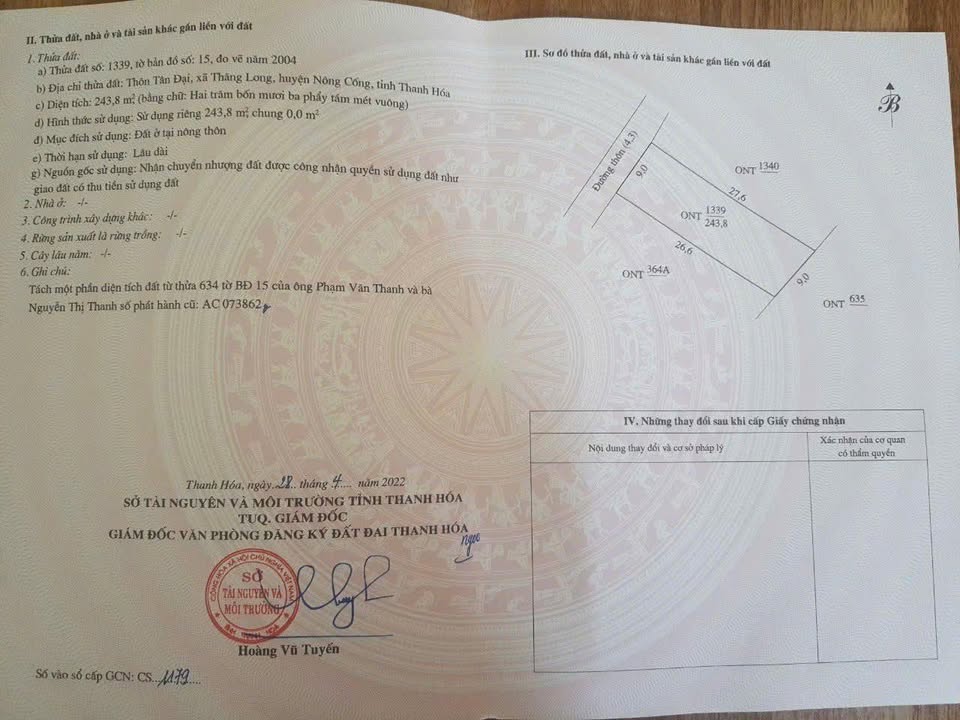 II. Thửa đất, nhà ở và tài sản khác gắn liền với đất
1. Thửa đất:
a) Thửa đất số: 1339, tờ bản đồ số: 15, đo vẽ năm 2004
b) Địa chỉ thửa đất: Thôn Tân Đại, xã Thăng Long, huyện Nông Cống, tỉnh Thanh Hóa
c) Diện tích: 243,8 m² (bằng chữ: Hai trăm bốn mươi ba phẩy tám mét vuông)
d) Hình thức sử dụng: Sử dụng riêng 243,8 m², chung 0,0 m²
đ) Mục đích sử dụng: Đất ở tại nông thôn
e) Thời hạn sử dụng: Lâu dài
g) Nguồn gốc sử dụng: Nhận chuyển nhượng đất được công nhận quyền sử dụng đất như
giao đất có thu tiền sử dụng đất
2. Nhà ở: -/-
3. Công trình xây dựng khác: -/-
4. Rừng sản xuất là rừng trồng: -/-
5. Cây lâu năm: -/-
6. Ghi chú:
Tách một phần diện tích đất từ thửa 634 tờ BĐ 15 của ông Phạm Văn Thanh và bà
Nguyễn Thị Thanh số phát hành cũ: AC 073862
Thanh Hóa, ngày 28 tháng 4 năm 2022
SỞ TÀI NGUYÊN VÀ MÔI TRƯỜNG TỈNH THANH HÓA
TUQ. GIÁM ĐỐC
GIÁM ĐỐC VĂN PHÒNG ĐĂNG KÝ ĐẤT ĐAI THANH HÓA
CỘNG HÒA XÃ HỘI CHỦ NGHĨA VIỆT NAM
SỞ
TÀI NGUYÊN VÀ
MÔI TRƯỜNG
Hoàng Vũ Tuyến
Số vào sổ cấp GCN: CS 1179
III. Sơ đồ thửa đất, nhà ở và tài sản khác gắn liền với đất
B
Đường thôn (4,3)
9,0
ONT 1340
27,6
ONT 1339
243,8
26,6
ONT 364A
9,0
ONT 635
IV. Những thay đổi sau khi cấp Giấy chứng nhận
Nội dung thay đổi và cơ sở pháp lý
Xác nhận của cơ quan
có thẩm quyền